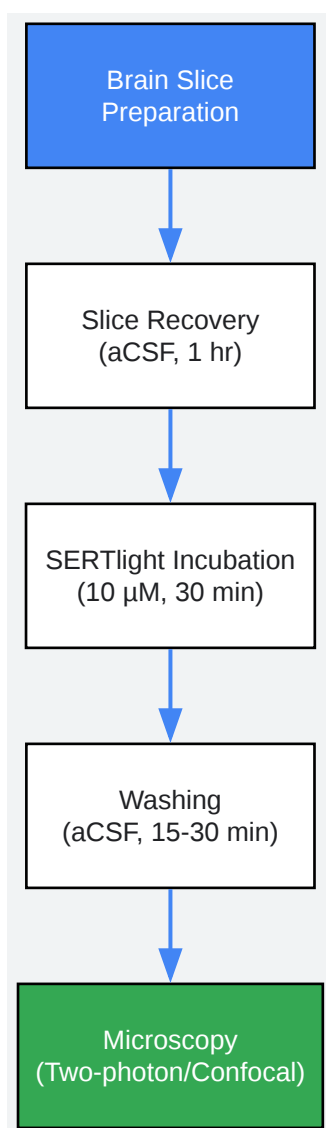 Brain Slice
Preparation
Slice Recovery
(aCSF, 1 hr)
SERTlight Incubation
(10 µM, 30 min)
Washing
(aCSF, 15-30 min)
Microscopy
(Two-photon/Confocal)